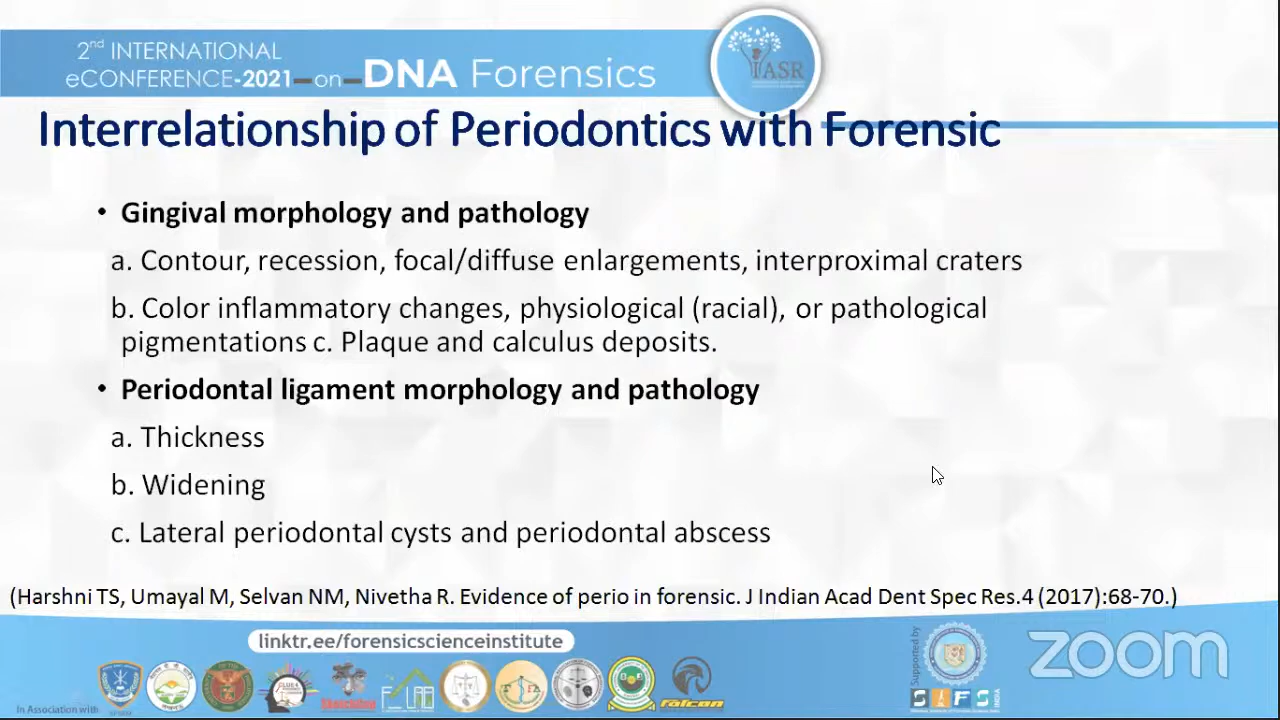 2nd INTERNATIONAL
eCONFERENCE-2021-on-DNA Forensics
IASR
Interrelationship of Periodontics with Forensic
• Gingival morphology and pathology
a. Contour, recession, focal/diffuse enlargements, interproximal craters
b. Color inflammatory changes, physiological (racial), or pathological
pigmentations c. Plaque and calculus deposits.
• Periodontal ligament morphology and pathology
a. Thickness
b. Widening
c. Lateral periodontal cysts and periodontal abscess
(Harshni TS, Umayal M, Selvan NM, Nivetha R. Evidence of perio in forensic. J Indian Acad Dent Spec Res.4 (2017):68-70.)
linktr.ee/forensicscienceinstitute
In Association with
falcon
Supported by
SIFS
INDIA
zoom